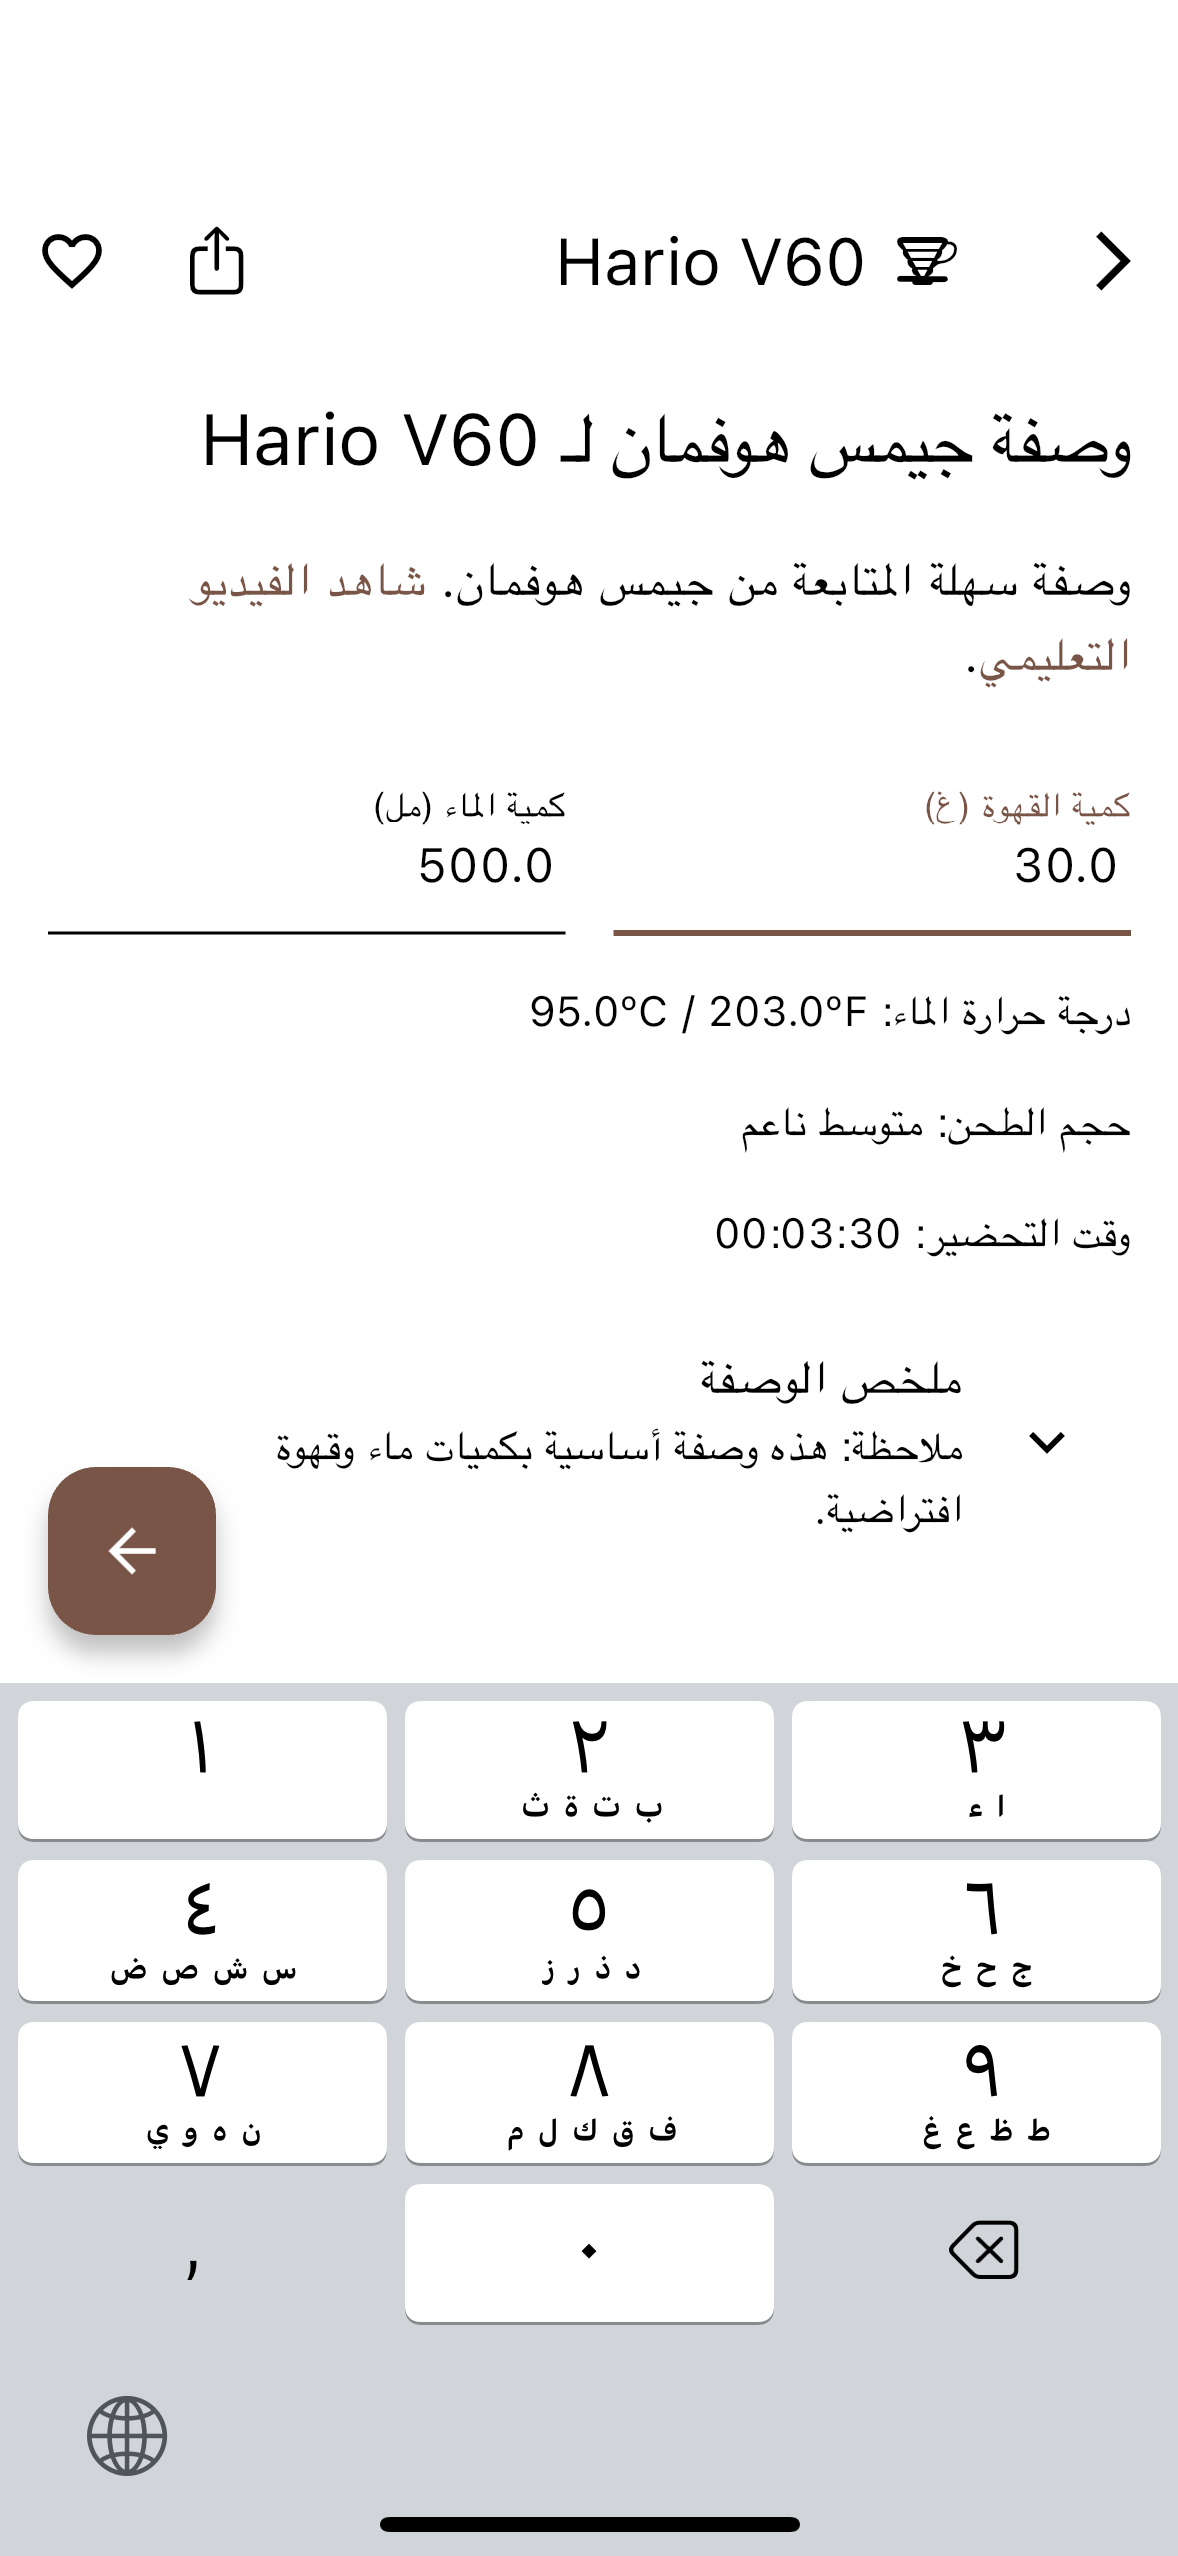 Hario V60
وصفة جيمس هوفمان لـ Hario V60
وصفة سهلة المتابعة من جيمس هوفمان. شاهد الفيديو
التعليمي.
كمية القهوة (غ)
30.0
كمية الماء (مل)
500.0
درجة حرارة الماء: 95.0ºC / 203.0ºF
حجم الطحن: متوسط ناعم
وقت التحضير: 00:03:30
ملخص الوصفة
ملاحظة: هذه وصفة أساسية بكميات ماء وقهوة
افتراضية.
١
٢
ب ت ة ث
٣
ا ء
٤
س ش ص ض
٥
د ذ ر ز
٦
ج ح خ
٧
ن ه و ي
٨
ف ق ك ل م
٩
ط ظ ع غ
,
٠